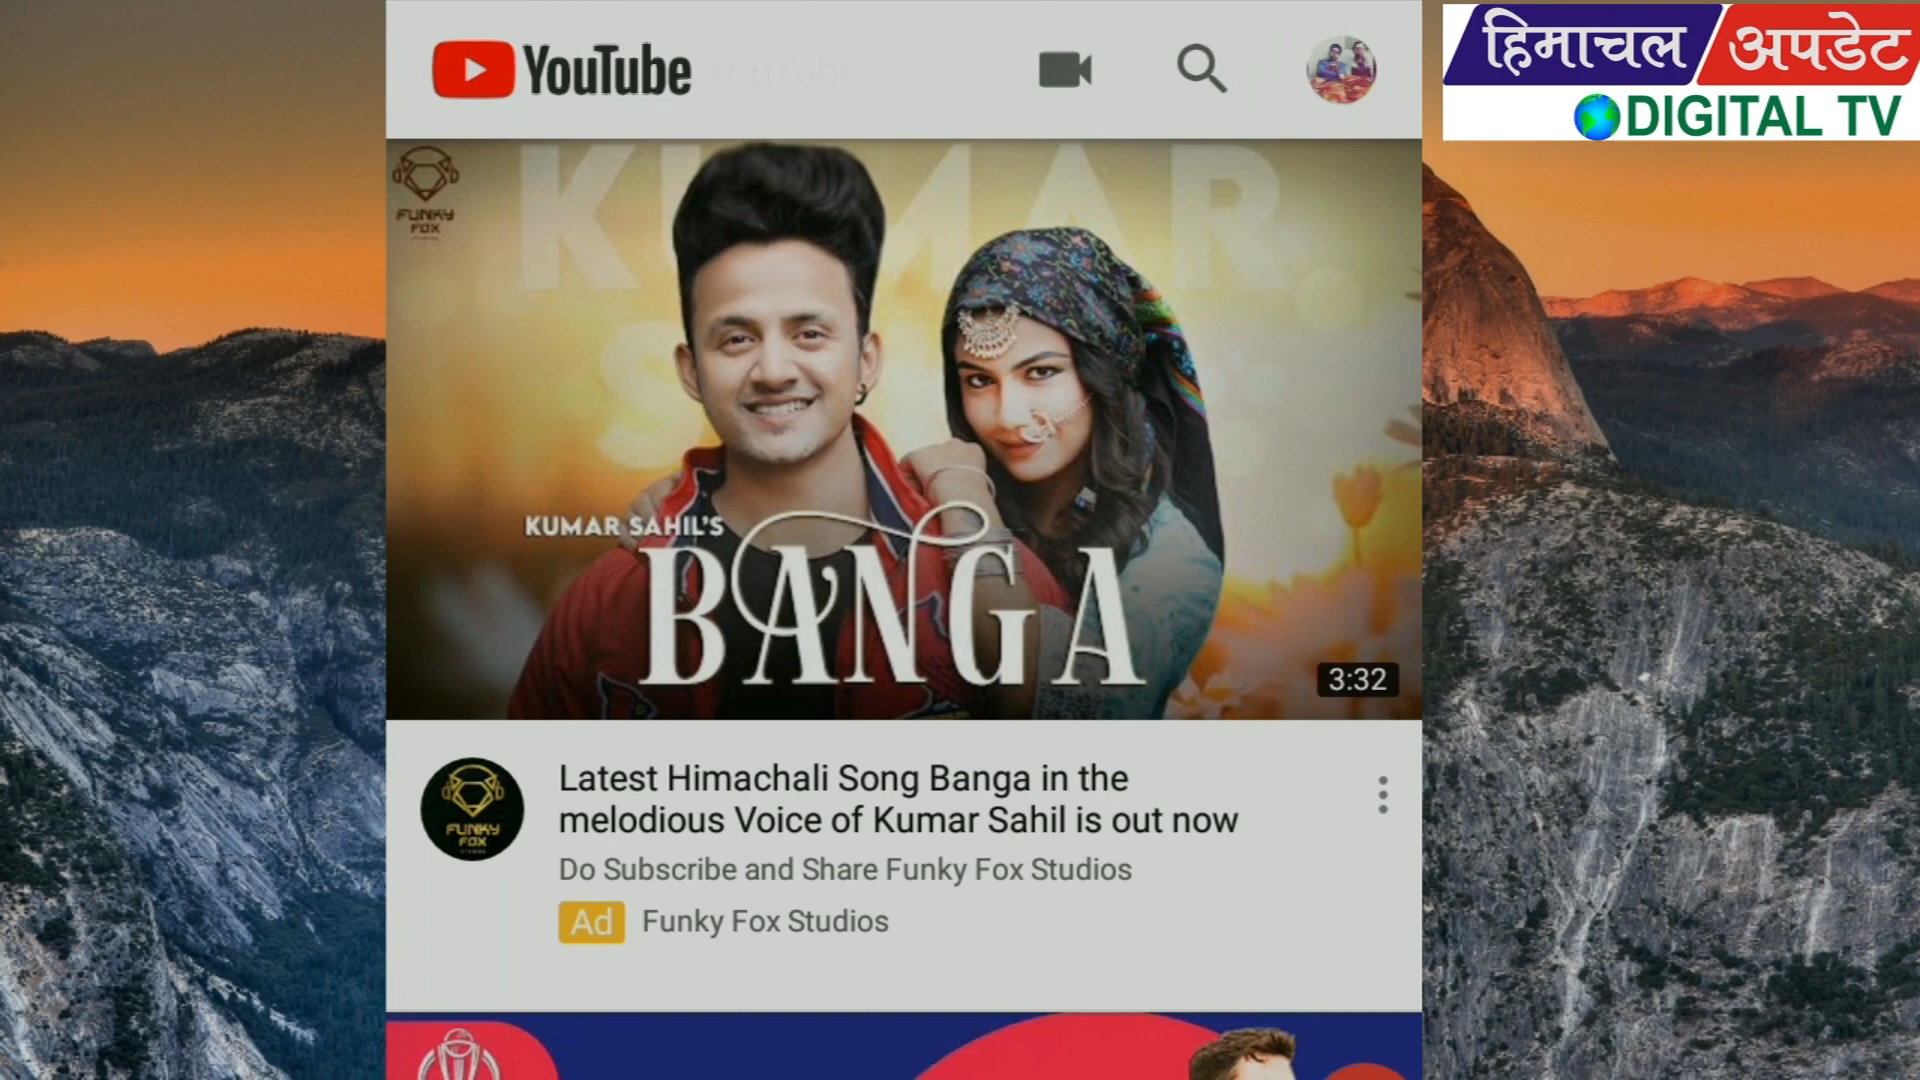 YouTube
हिमाचल अपडेट
DIGITAL TV
KUMAR
FUNKY
FOX
KUMAR SAHIL'S
BANGA
3:32
Latest Himachali Song Banga in the
melodious Voice of Kumar Sahil is out now
Do Subscribe and Share Funky Fox Studios
Ad Funky Fox Studios
FUNKY
FOX